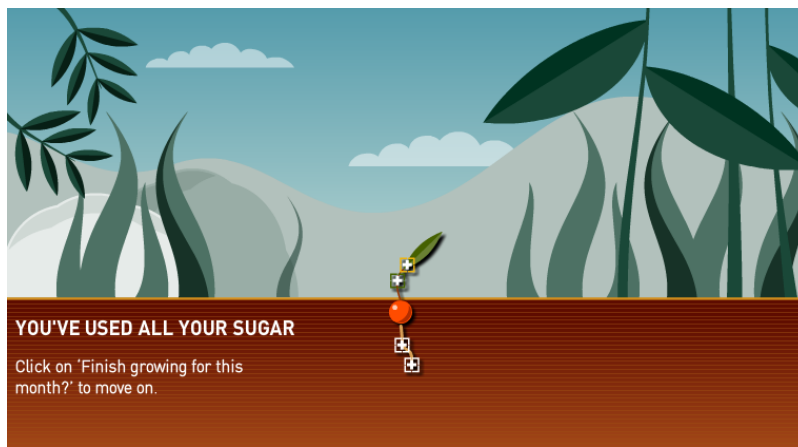 YOU'VE USED ALL YOUR SUGAR
Click on 'Finish growing for this
month?' to move on.